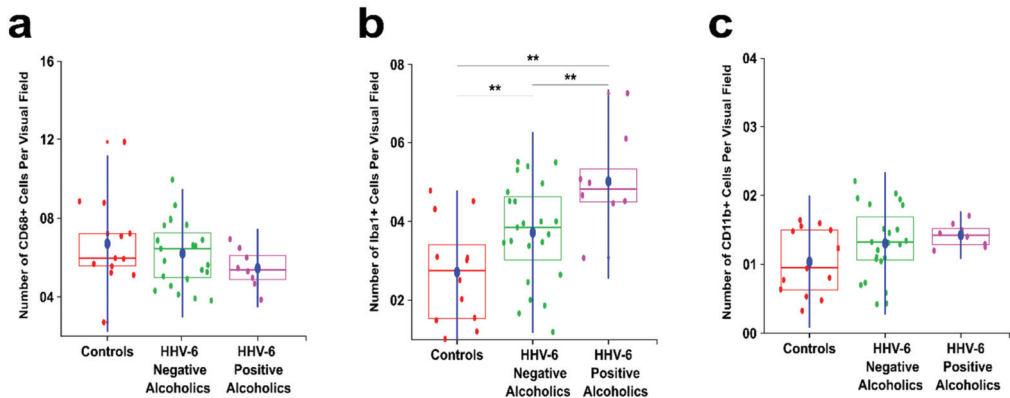 a
Number of CD68+ Cells Per Visual Field
16
12
08
04
Controls
HHV-6
Negative
Alcoholics
HHV-6
Positive
Alcoholics
b
Number of Iba1+ Cells Per Visual Field
08
06
04
02
**
**
**
Controls
HHV-6
Negative
Alcoholics
HHV-6
Positive
Alcoholics
c
Number of CD11b+ Cells Per Visual Field
04
03
02
01
00
Controls
HHV-6
Negative
Alcoholics
HHV-6
Positive
Alcoholics